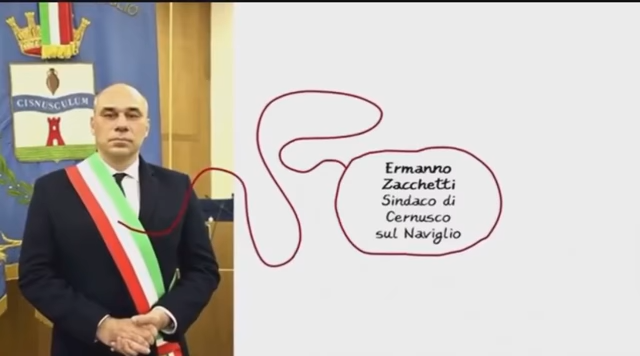 CISNUSCULUM
Ermanno
Zacchetti
Sindaco di
Cernusco
sul Naviglio